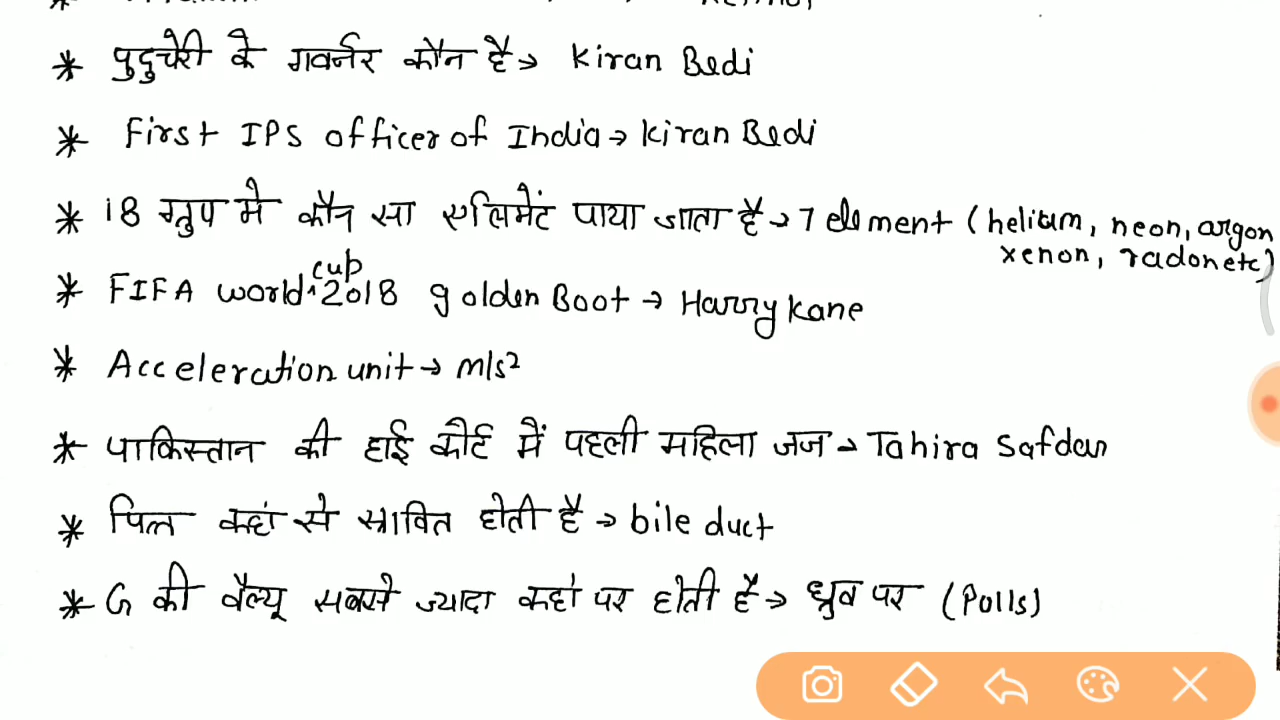 * पुदुचेरी के गवर्नर कौन है → Kiran Bedi
* First IPS officer of India → Kiran Bedi
* 18 ग्रुप मे कौन सा एलिमेंट पाया जाता है → 7 element (helium, neon, argon
xenon, radon etc)
* FIFA world cup 2018 golden Boot → Harry Kane
* Acceleration unit → m/s²
* पाकिस्तान की हाई कोर्ट में पहली महिला जज → Tahira Safdar
* पित्त कहां से स्रावित होती है → bile duct
* G की वैल्यू सबसे ज्यादा कहां पर होती है → ध्रुव पर (Polls)